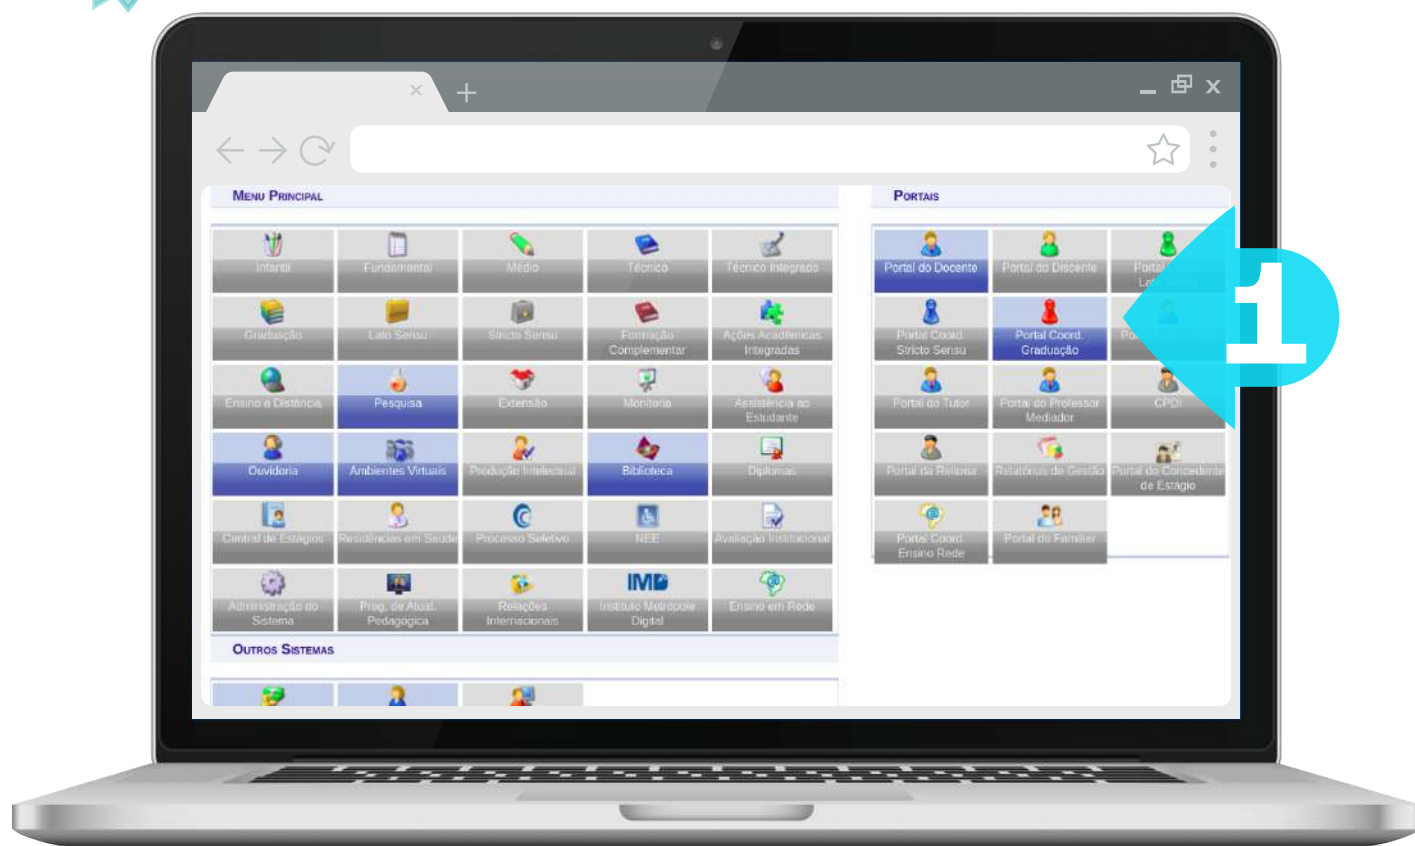 MENU PRINCIPAL
PORTAIS
Infantil
Fundamental
Médio
Técnico
Técnico Integrado
Portal do Docente
Portal do Discente
Graduação
Lato Sensu
Stricto Sensu
Formação
Complementar
Ações Acadêmicas
Integradas
Portal Coord.
Stricto Sensu
Portal Coord.
Graduação
1
Ensino a Distância
Pesquisa
Extensão
Monitoria
Assistência ao
Estudante
Portal do Tutor
Portal do Professor
Mediador
CPDI
Ouvidoria
Ambientes Virtuais
Produção Intelectual
Biblioteca
Diplomas
Portal da Reitoria
Relatórios de Gestão
Portal do Concedente
de Estágio
Central de Estágios
Residências em Saúde
Processo Seletivo
NEE
Avaliação Institucional
Portal Coord.
Ensino Rede
Portal do Familiar
Administração do
Sistema
Prog. de Atual.
Pedagógica
Relações
Internacionais
IMD
Instituto Metrópole
Digital
Ensino em Rede
OUTROS SISTEMAS